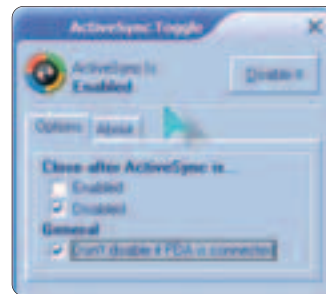 ActiveSync Toggle
ActiveSync is
Enabled
Disable it
Options
About
Close after ActiveSync is...
Enabled
Disabled
General
Don't disable if PDA is connected